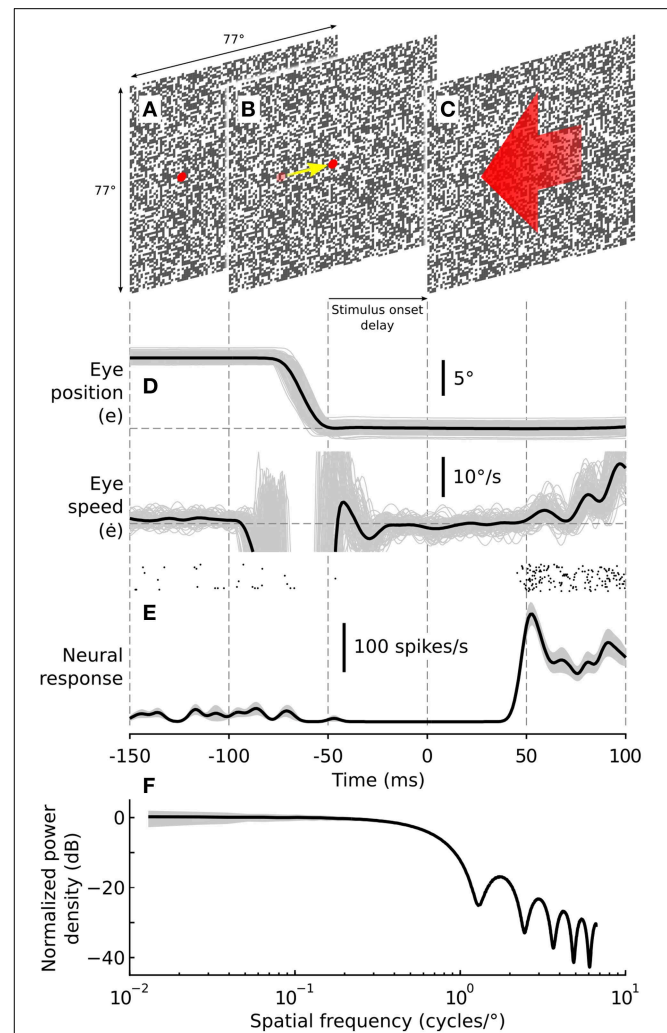 77°
77°
A
B
C
Stimulus onset
delay
Eye
position
(e)
D
5°
Eye
speed
(ė)
10°/s
E
Neural
response
100 spikes/s
-150
-100
-50
0
50
100
Time (ms)
F
Normalized power
density (dB)
0
−20
−40
10⁻²
10⁻¹
10⁰
10¹
Spatial frequency (cycles/°)